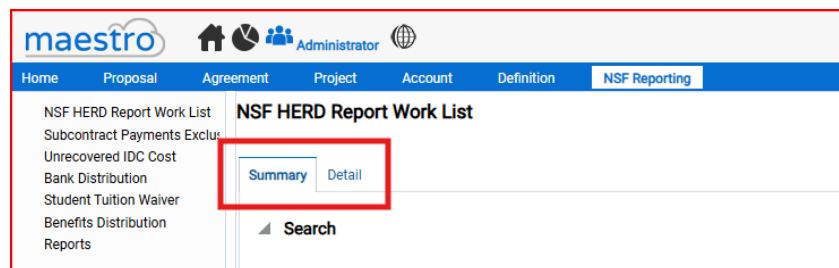 maestro
Administrator
Home Proposal Agreement Project Account Definition NSF Reporting
NSF HERD Report Work List
Subcontract Payments Exclus
Unrecovered IDC Cost
Bank Distribution
Student Tuition Waiver
Benefits Distribution
Reports
NSF HERD Report Work List
Summary Detail
Search